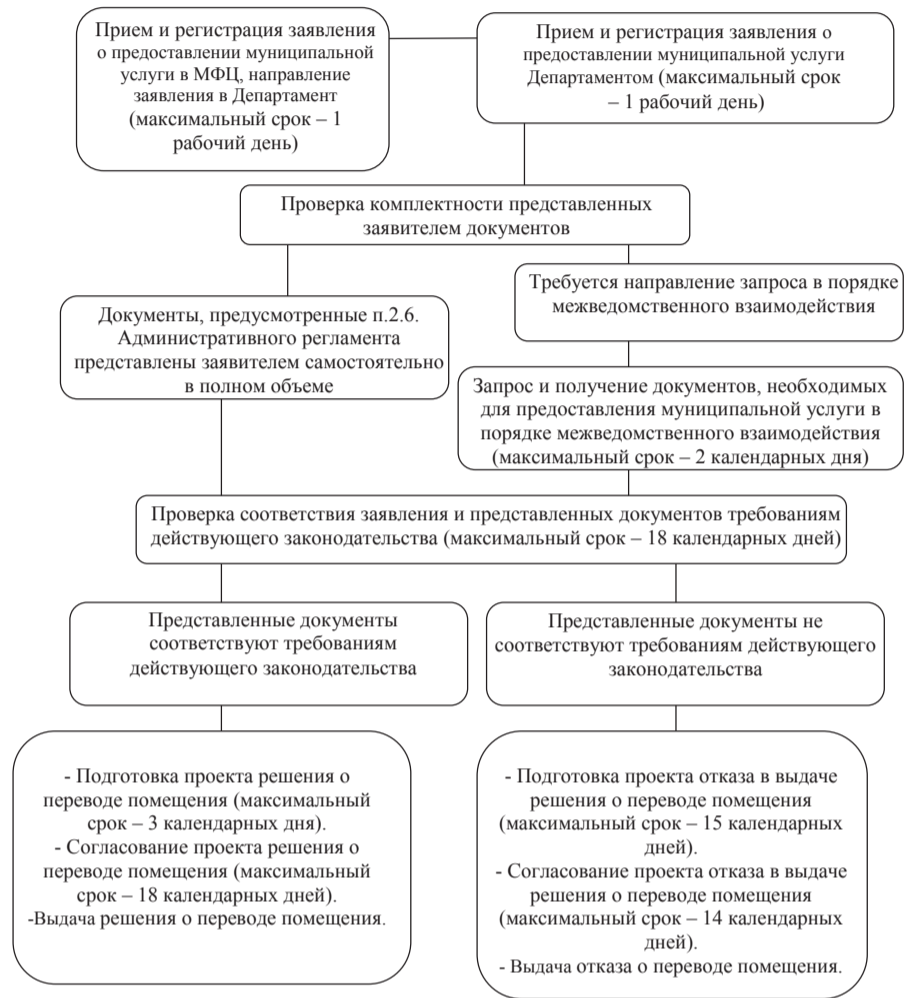 Прием и регистрация заявления
о предоставлении муниципальной
услуги в МФЦ, направление
заявления в Департамент
(максимальный срок – 1
рабочий день)
Прием и регистрация заявления о
предоставлении муниципальной услуги
Департаментом (максимальный срок
– 1 рабочий день)
Проверка комплектности представленных
заявителем документов
Требуется направление запроса в порядке
межведомственного взаимодействия
Документы, предусмотренные п.2.6.
Административного регламента
представлены заявителем самостоятельно
в полном объеме
Запрос и получение документов, необходимых
для предоставления муниципальной услуги в
порядке межведомственного взаимодействия
(максимальный срок – 2 календарных дня)
Проверка соответствия заявления и представленных документов требованиям
действующего законодательства (максимальный срок – 18 календарных дней)
Представленные документы
соответствуют требованиям
действующего законодательства
Представленные документы не
соответствуют требованиям действующего
законодательства
- Подготовка проекта решения о
переводе помещения (максимальный
срок – 3 календарных дня).
- Согласование проекта решения о
переводе помещения (максимальный
срок – 18 календарных дней).
-Выдача решения о переводе помещения.
- Подготовка проекта отказа в выдаче
решения о переводе помещения
(максимальный срок – 15 календарных
дней).
- Согласование проекта отказа в выдаче
решения о переводе помещения
(максимальный срок – 14 календарных
дней).
- Выдача отказа о переводе помещения.